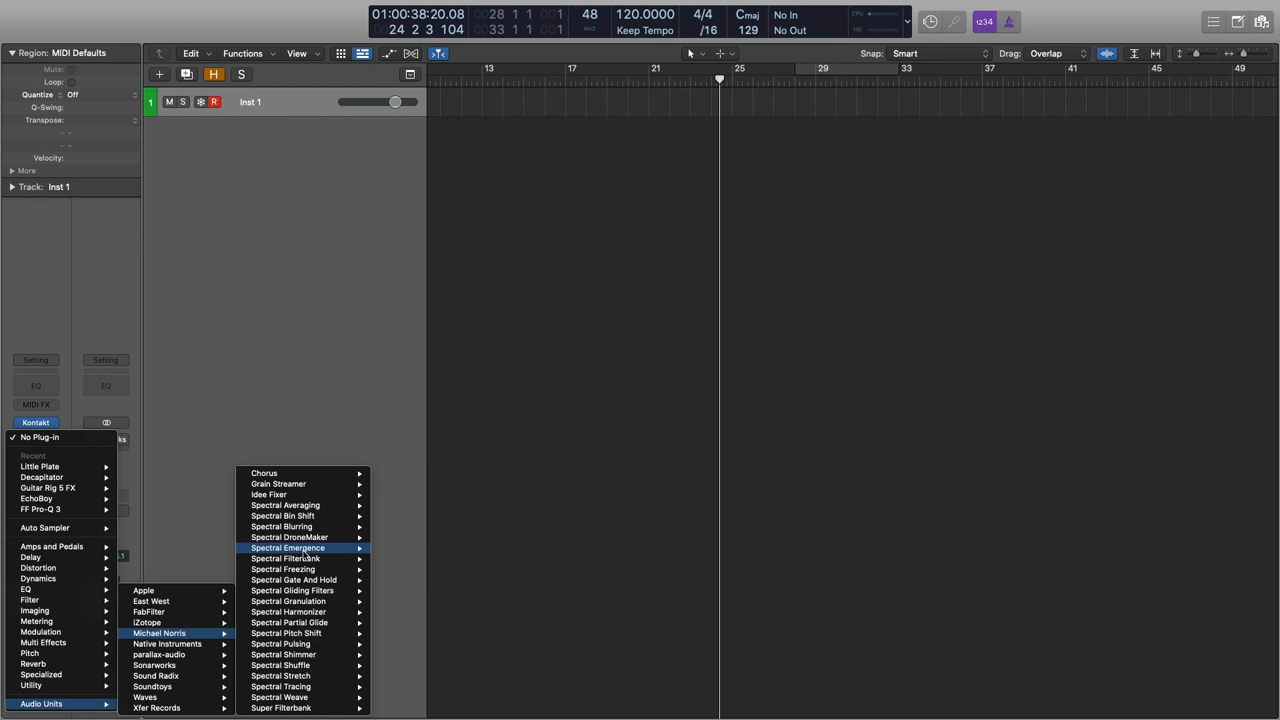 01:00:38:20.08 28 1 1 001 48 120.0000 4/4 Cmaj No In CPU
24 2 3 104 33 1 1 001 KHZ Keep Tempo /16 129 No Out HD
1234
Region: MIDI Defaults
Edit Functions View Snap: Smart Drag: Overlap
Mute:
Loop:
Quantize Off
Q-Swing:
Transpose:
- -
- -
Velocity:
More
Track: Inst 1
H S
13 17 21 25 29 33 37 41 45 49
1 M S R Inst 1
Setting Setting
EQ EQ
MIDI FX
Kontakt
No Plug-in
Recent
Little Plate
Decapitator
Guitar Rig 5 FX
EchoBoy
FF Pro-Q 3
Auto Sampler
Amps and Pedals
Delay
Distortion
Dynamics
EQ
Filter
Imaging
Metering
Modulation
Multi Effects
Pitch
Reverb
Specialized
Utility
Audio Units
ks
.1
Apple
East West
FabFilter
iZotope
Michael Norris
Native Instruments
parallax-audio
Sonarworks
Sound Radix
Soundtoys
Waves
Xfer Records
Chorus
Grain Streamer
Idee Fixer
Spectral Averaging
Spectral Bin Shift
Spectral Blurring
Spectral DroneMaker
Spectral Emergence
Spectral Filterbank
Spectral Freezing
Spectral Gate And Hold
Spectral Gliding Filters
Spectral Granulation
Spectral Harmonizer
Spectral Partial Glide
Spectral Pitch Shift
Spectral Pulsing
Spectral Shimmer
Spectral Shuffle
Spectral Stretch
Spectral Tracing
Spectral Weave
Super Filterbank